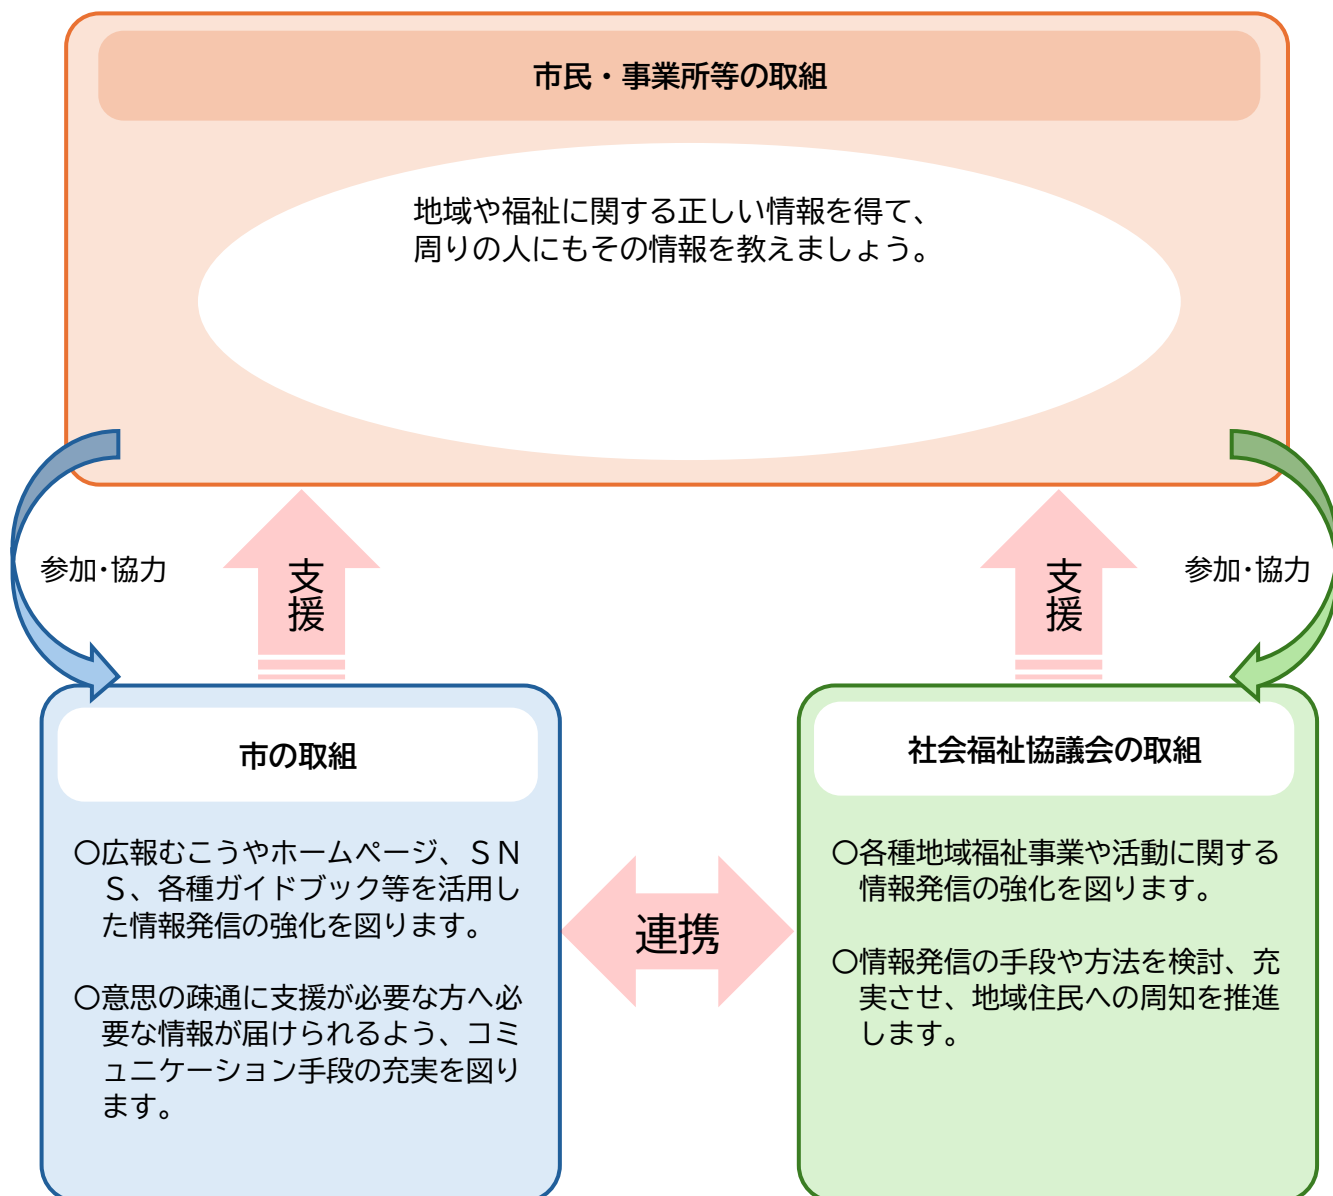 市民・事業所等の取組
地域や福祉に関する正しい情報を得て、
周りの人にもその情報を教えましょう。
参加・協力
支援
支援
参加・協力
市の取組
〇広報むこうやホームページ、ＳＮ
Ｓ、各種ガイドブック等を活用し
た情報発信の強化を図ります。
〇意思の疎通に支援が必要な方へ必
要な情報が届けられるよう、コミ
ュニケーション手段の充実を図り
ます。
連携
社会福祉協議会の取組
〇各種地域福祉事業や活動に関する
情報発信の強化を図ります。
〇情報発信の手段や方法を検討、充
実させ、地域住民への周知を推進
します。